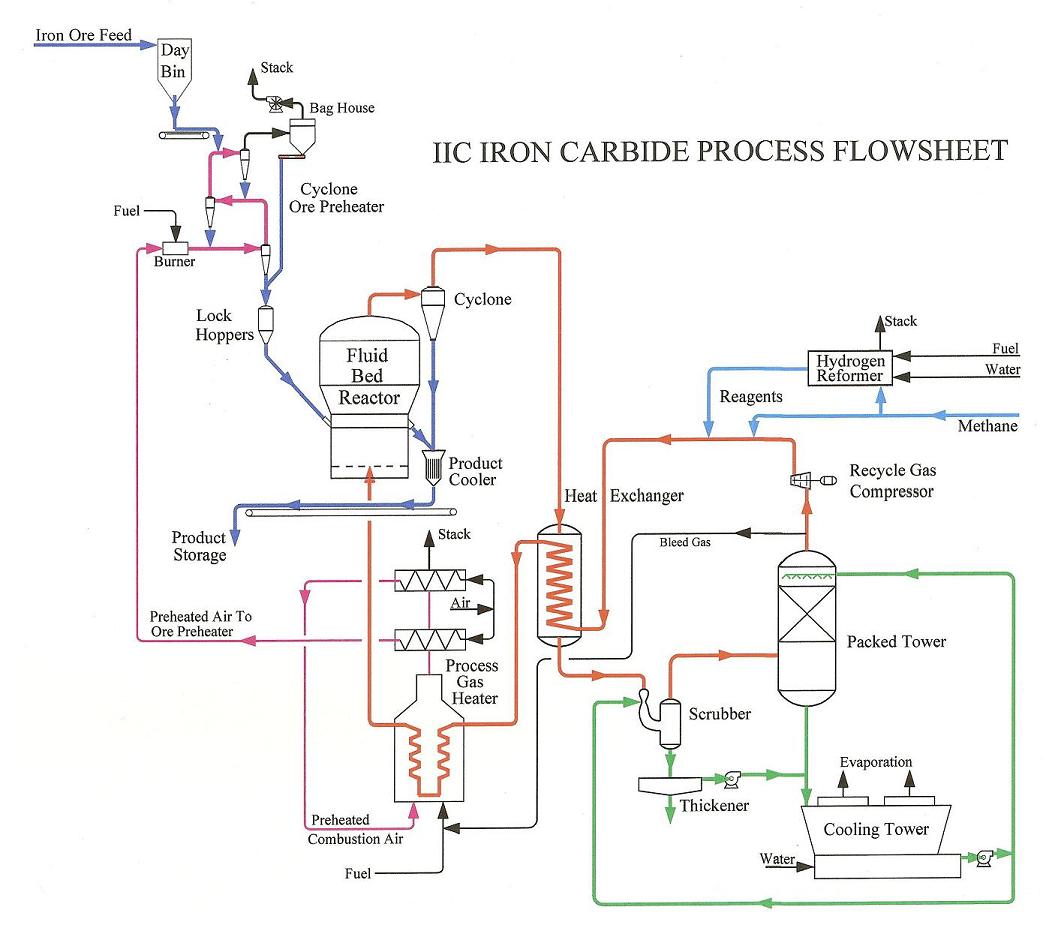 Iron Ore Feed
Day
Bin
Stack
Bag House
IIC IRON CARBIDE PROCESS FLOWSHEET
Cyclone
Ore Preheater
Fuel
Burner
Lock
Hoppers
Cyclone
Fluid
Bed
Reactor
Stack
Hydrogen
Reformer
Fuel
Water
Reagents
Methane
Product
Cooler
Heat Exchanger
Recycle Gas
Compressor
Product
Storage
Stack
Bleed Gas
Air
Preheated Air To
Ore Preheater
Process
Gas
Heater
Packed Tower
Scrubber
Evaporation
Thickener
Preheated
Combustion Air
Cooling Tower
Water
Fuel